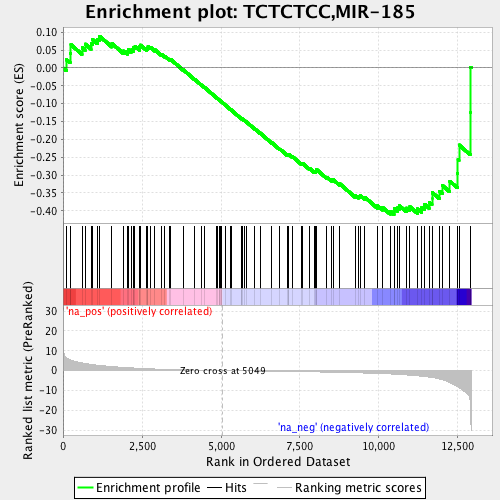 Enrichment plot: TCTCTCC,MIR-185
Enrichment score (ES)
0.10
0.05
0.00
-0.05
-0.10
-0.15
-0.20
-0.25
-0.30
-0.35
-0.40
'na_pos' (positively correlated)
Ranked list metric (PreRanked)
30
20
10
0
-10
-20
-30
Zero cross at 5049
'na_neg' (negatively correlated)
0
2,500
5,000
7,500
10,000
12,500
Rank in Ordered Dataset
Enrichment profile
Hits
Ranking metric scores